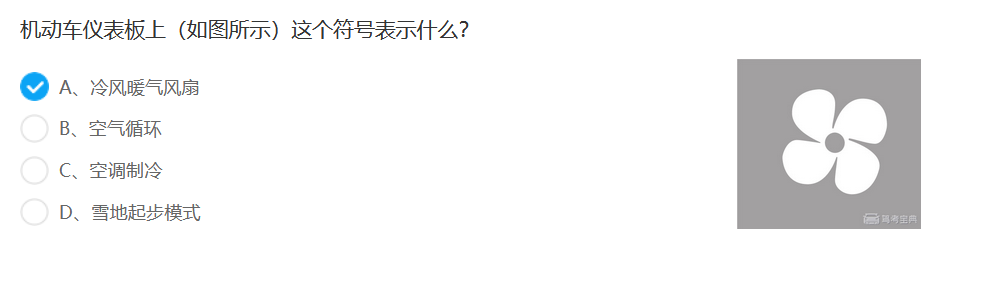 机动车仪表板上（如图所示）这个符号表示什么？
A、冷风暖气风扇
B、空气循环
C、空调制冷
D、雪地起步模式
驾考宝典